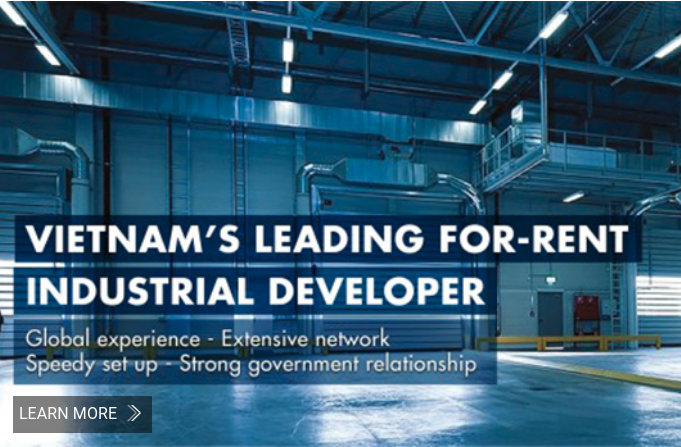 VIETNAM'S LEADING FOR-RENT
INDUSTRIAL DEVELOPER
Global experience - Extensive network
Speedy set up - Strong government relationship
LEARN MORE